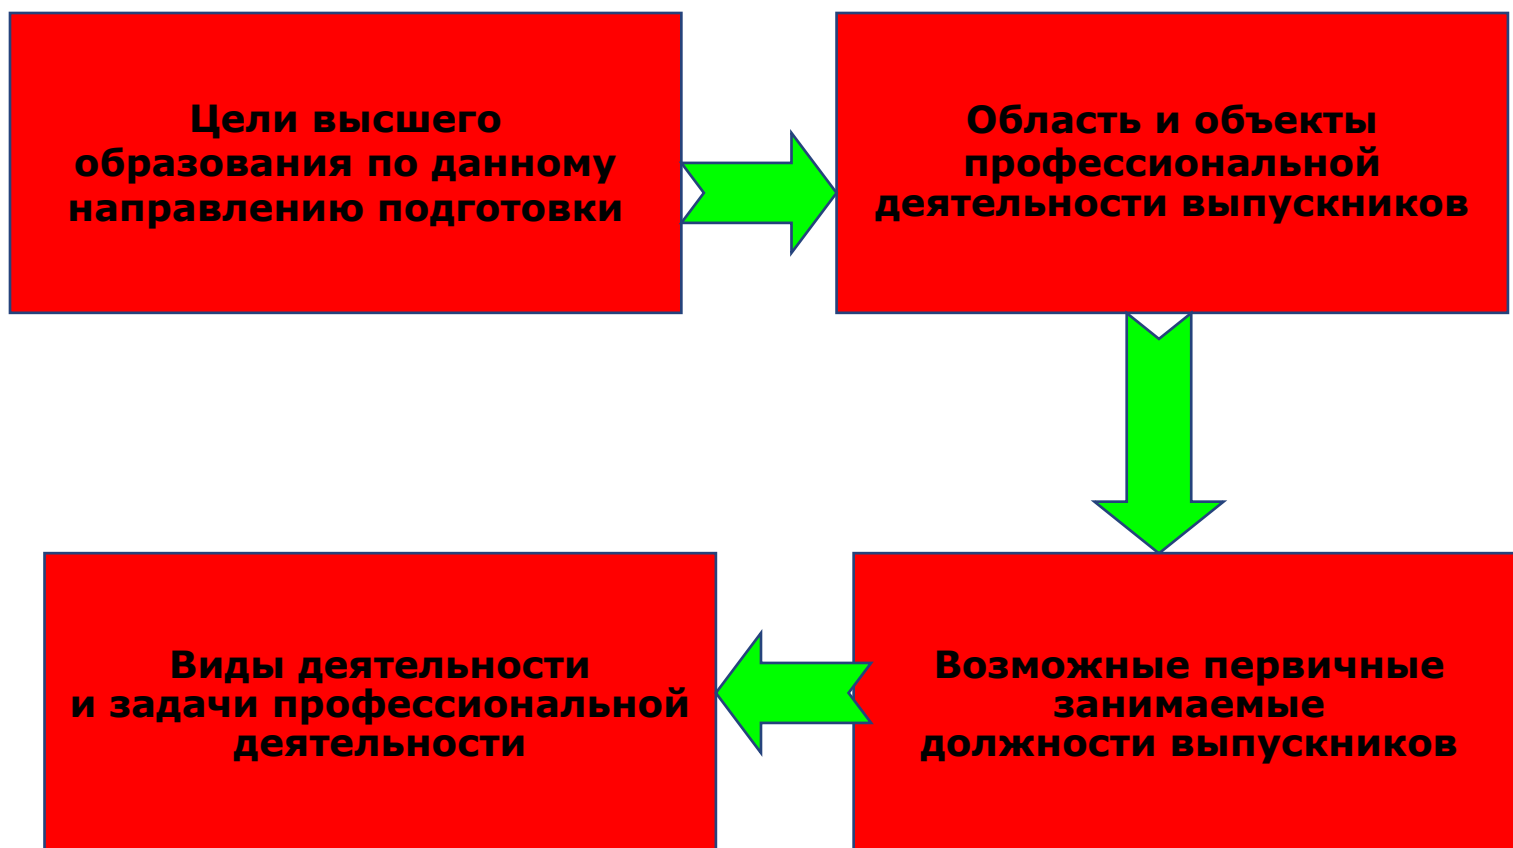 Цели высшего
образования по данному
направлению подготовки
Область и объекты
профессиональной
деятельности выпускников
Виды деятельности
и задачи профессиональной
деятельности
Возможные первичные
занимаемые
должности выпускников